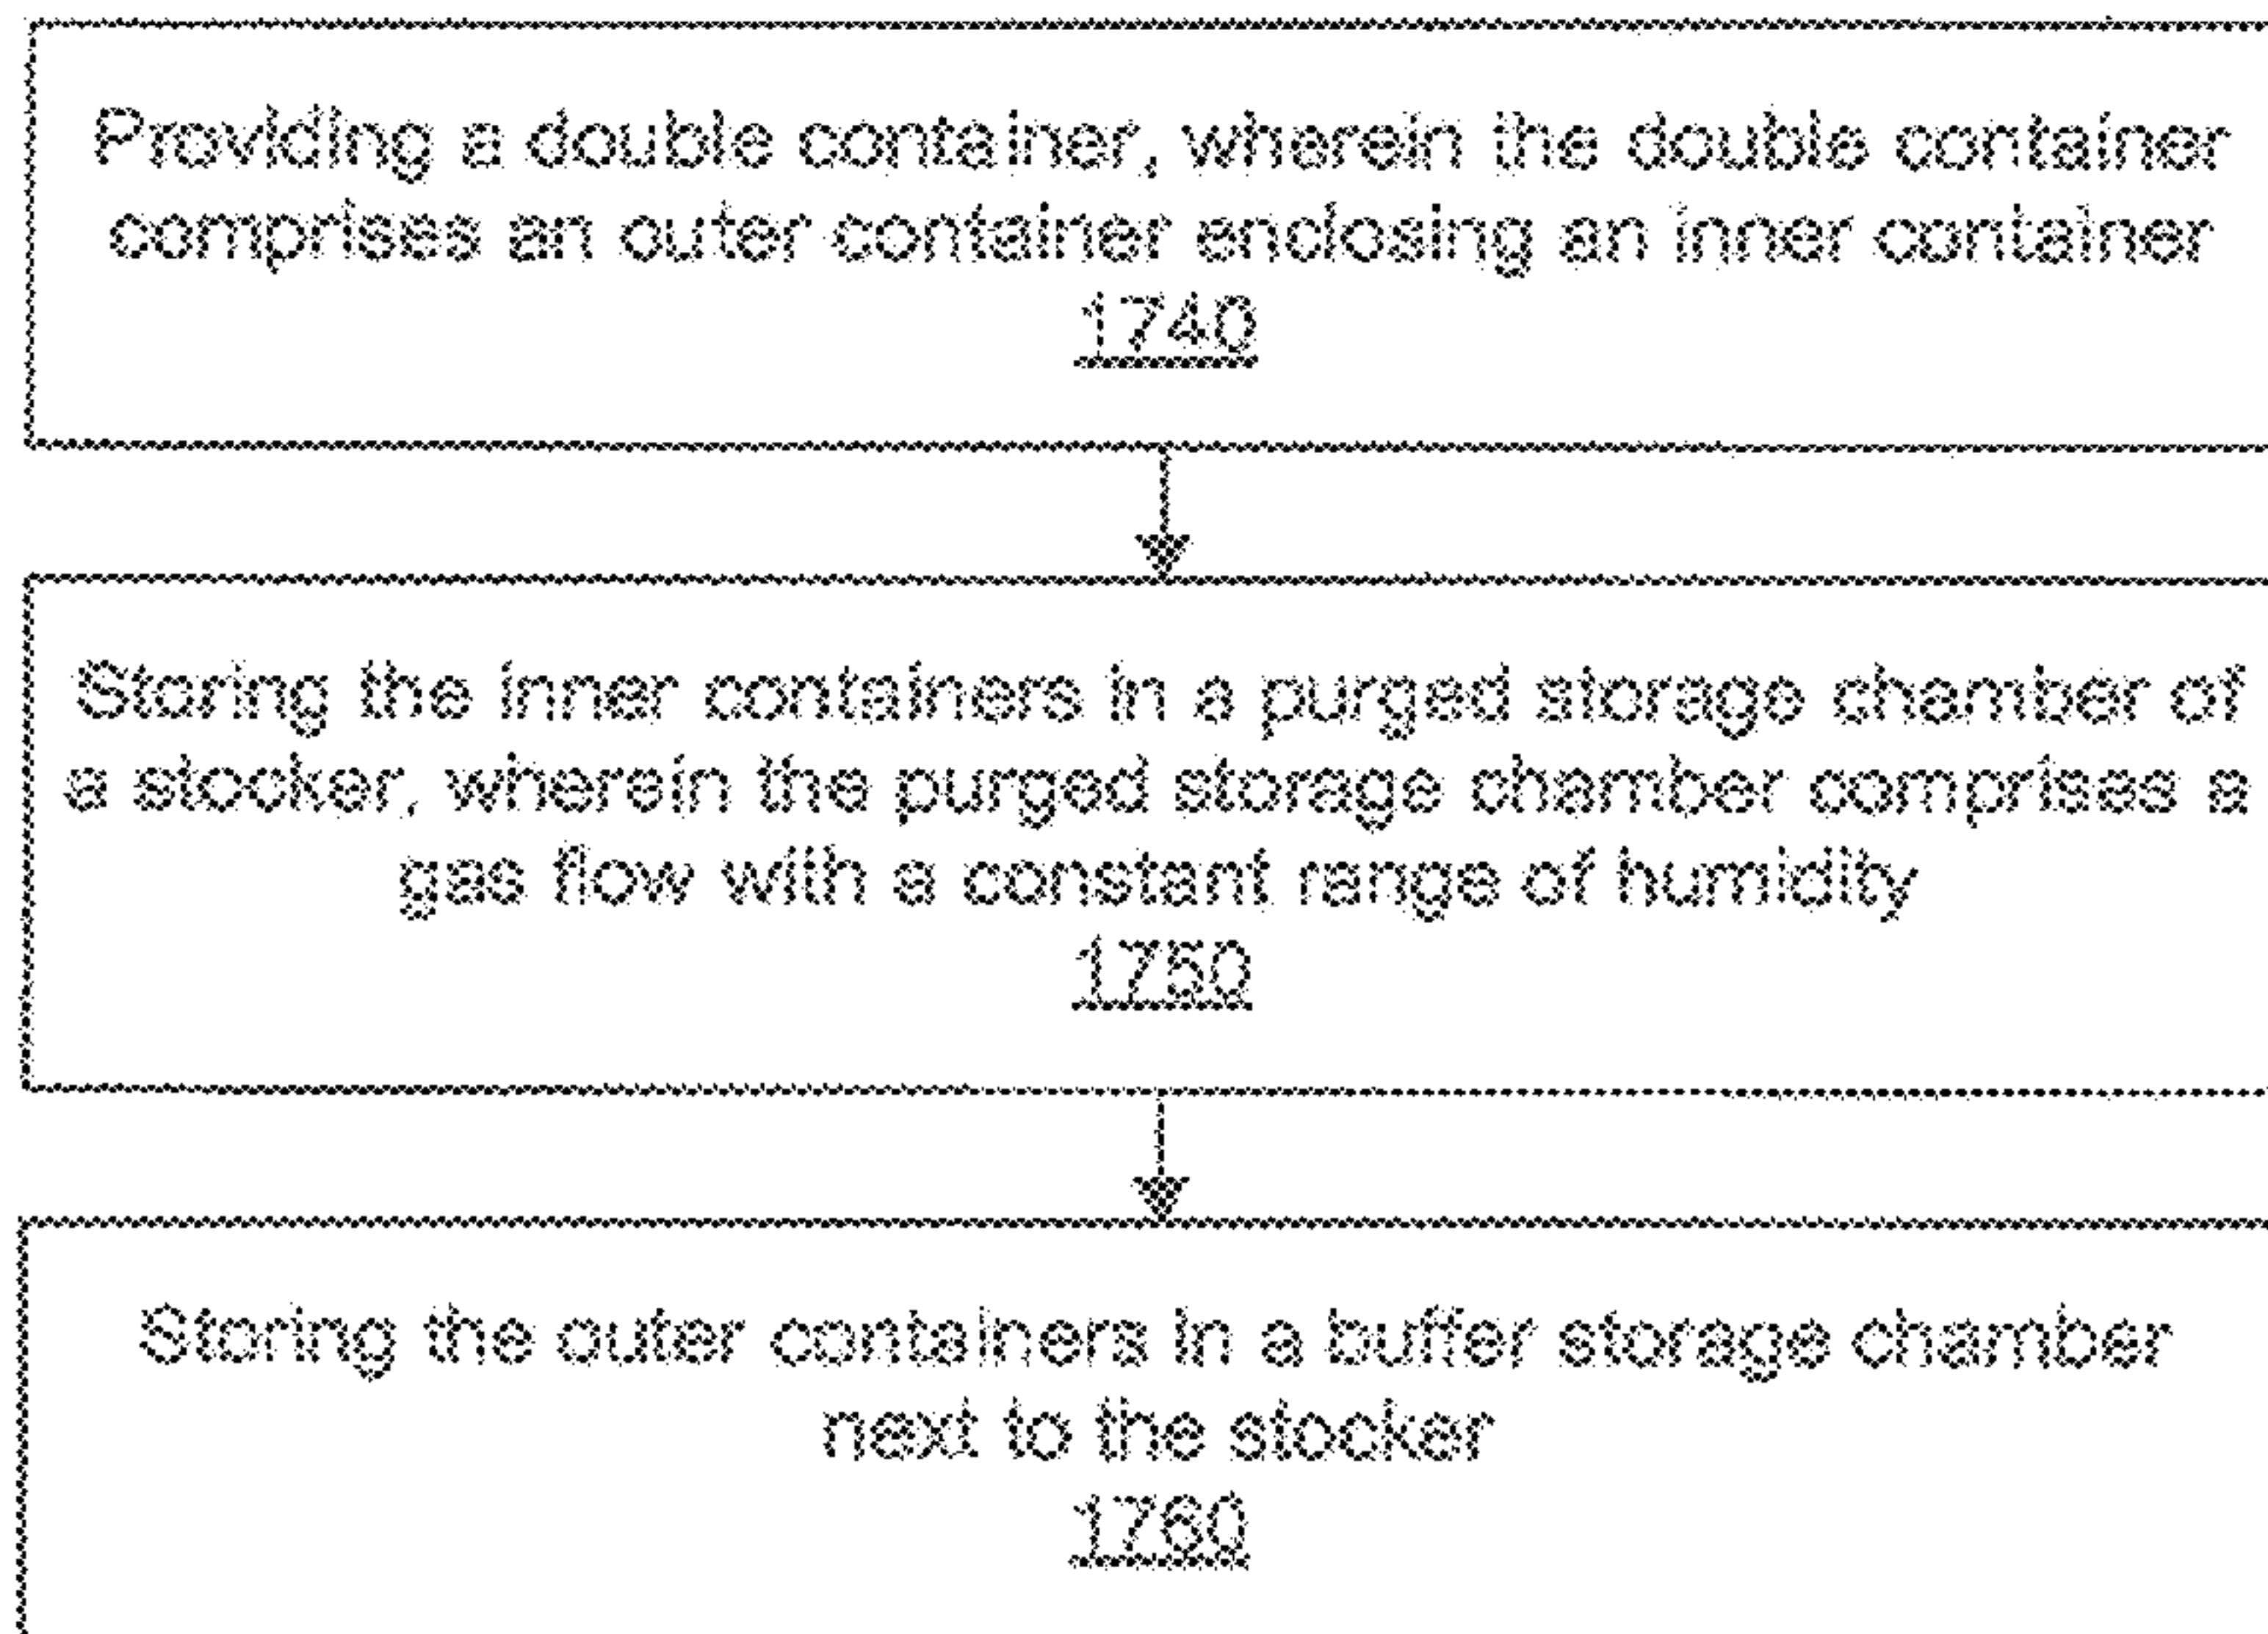 Providing a double container, wherein the double container
comprises an outer container enclosing an inner container
1740
Storing the inner containers in a purged storage chamber of
a stocker, wherein the purged storage chamber comprises a
gas flow with a constant range of humidity
1750
Storing the outer containers in a buffer storage chamber
next to the stocker
1760